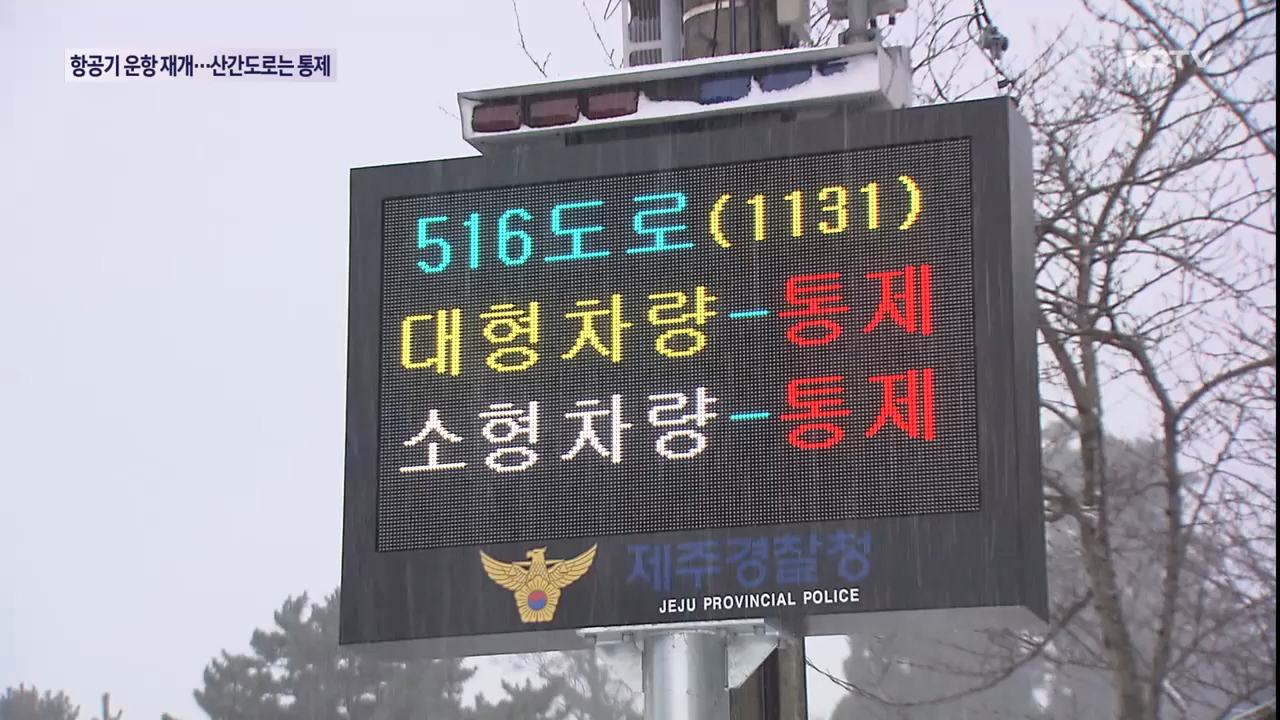 항공기 운항 재개…산간도로는 통제
KCTV
516도로(1131)
대형차량-통제
소형차량-통제
제주경찰청
JEJU PROVINCIAL POLICE